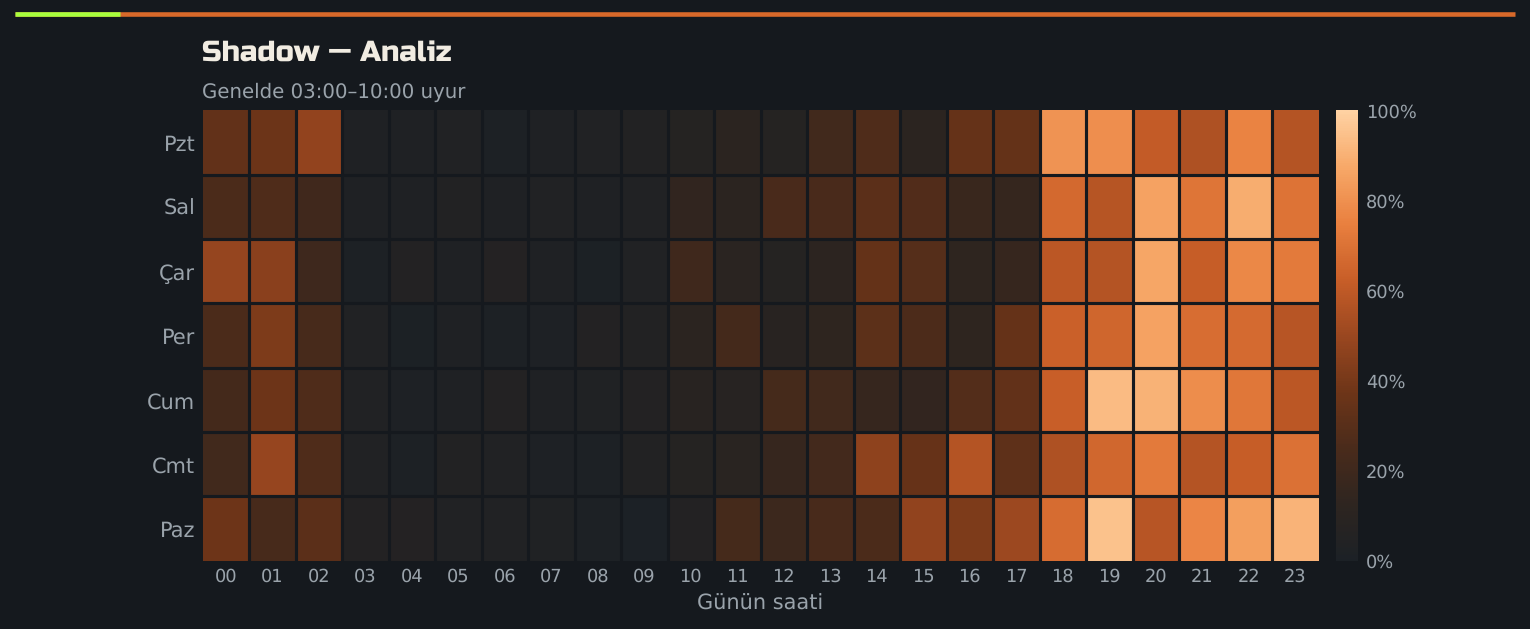 Shadow — Analiz
Genelde 03:00–10:00 uyur
Pzt
Sal
Çar
Per
Cum
Cmt
Paz
00 01 02 03 04 05 06 07 08 09 10 11 12 13 14 15 16 17 18 19 20 21 22 23
Günün saati
100%
80%
60%
40%
20%
0%